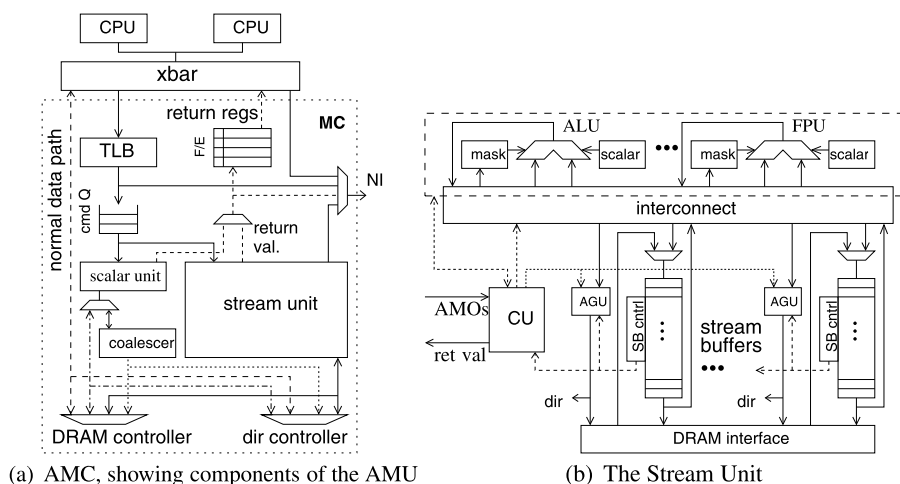 CPU
CPU
xbar
return regs
MC
normal data path
TLB
F/E
NI
cmd Q
return
val.
scalar unit
stream unit
coalescer
DRAM controller
dir controller
(a) AMC, showing components of the AMU
ALU
FPU
mask
scalar
•••
mask
scalar
interconnect
AMOs
CU
ret val
AGU
SB cntrl
•••
stream
buffers
•••
AGU
SB cntrl
•••
dir
dir
DRAM interface
(b) The Stream Unit